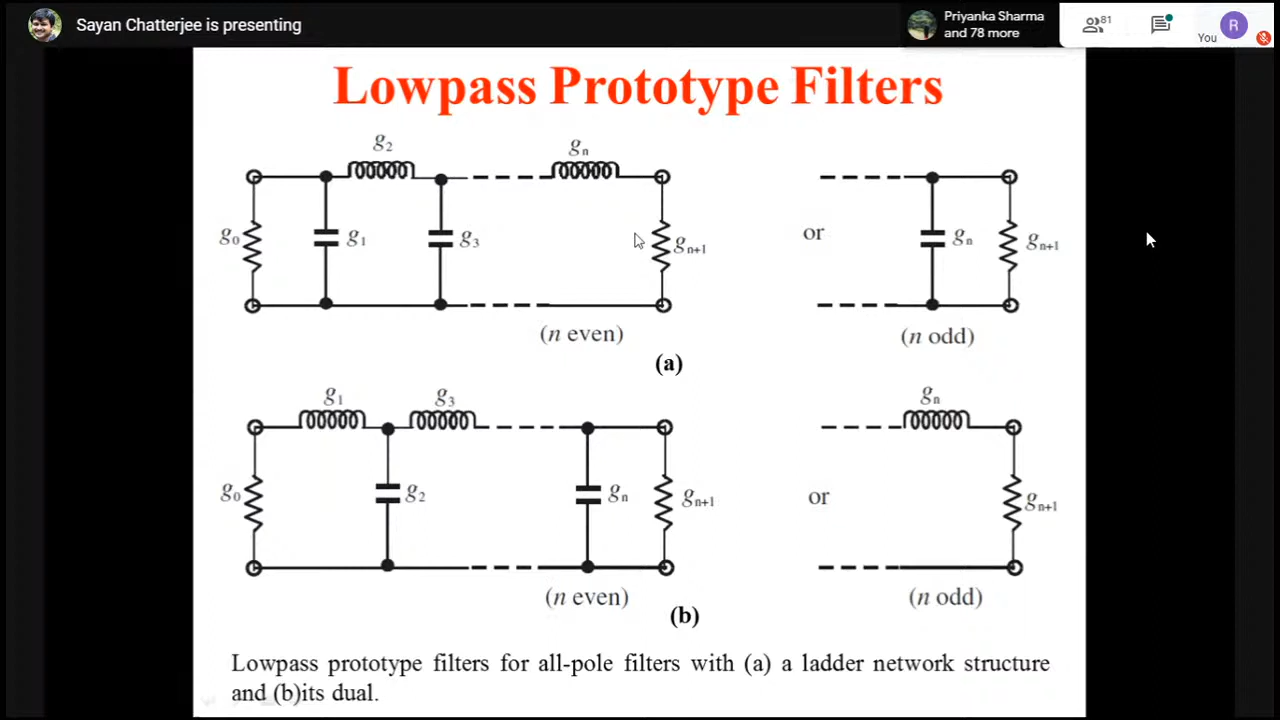 Sayan Chatterjee is presenting
Priyanka Sharma
and 78 more
81
You
R
Lowpass Prototype Filters
g2
gn
g0
g1
g3
gn+1
or
gn
gn+1
(n even)
(n odd)
(a)
g1
g3
gn
g0
g2
gn
gn+1
or
gn+1
(n even)
(n odd)
(b)
Lowpass prototype filters for all-pole filters with (a) a ladder network structure
and (b)its dual.